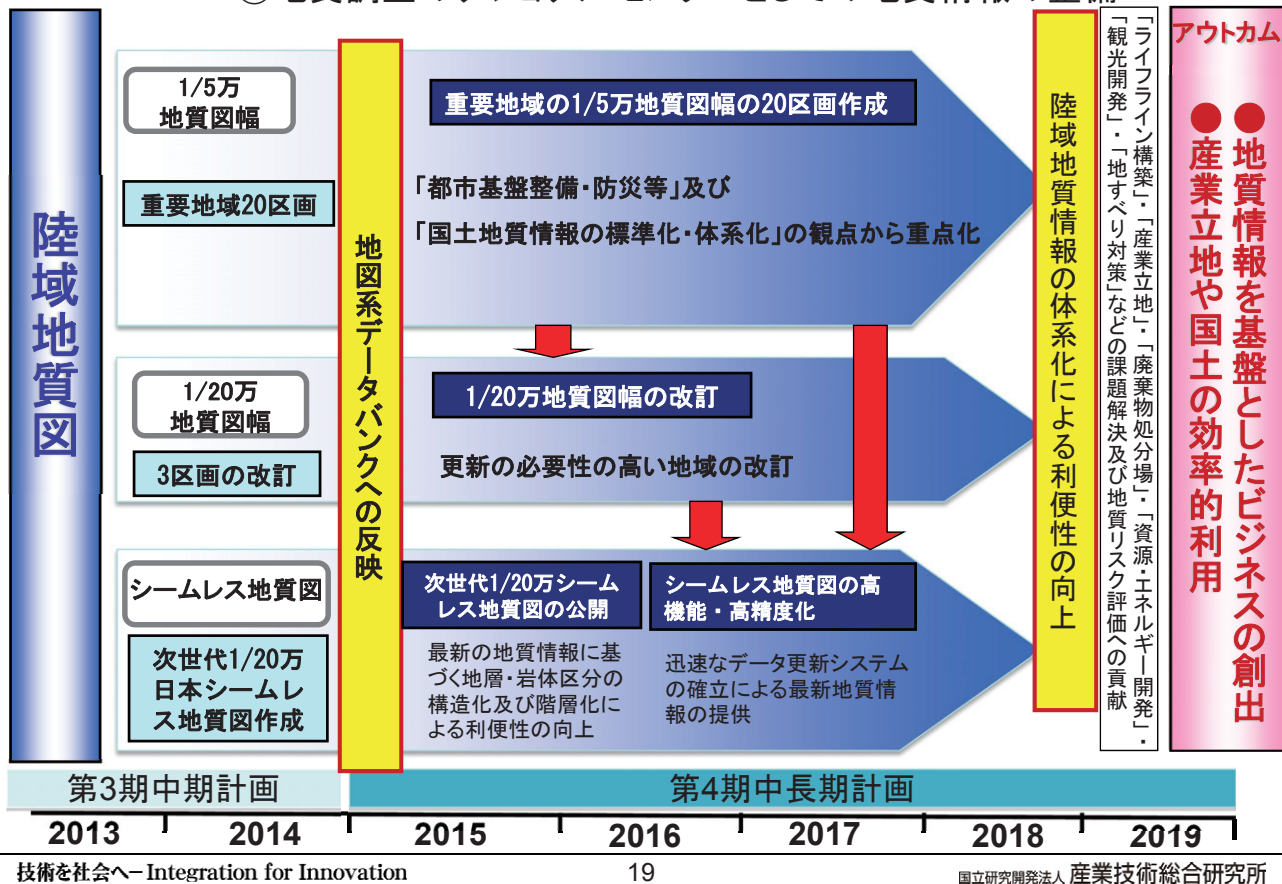 陸域地質図
1/5万
地質図幅
重要地域20区画
重要地域の1/5万地質図幅の20区画作成
「都市基盤整備・防災等」及び
「国土地質情報の標準化・体系化」の観点から重点化
地図系データバンクへの反映
1/20万
地質図幅
3区画の改訂
1/20万地質図幅の改訂
更新の必要性の高い地域の改訂
シームレス地質図
次世代1/20万
日本シームレ
ス地質図作成
次世代1/20万シーム
レス地質図の公開
最新の地質情報に基
づく地層・岩体区分の
構造化及び階層化に
よる利便性の向上
シームレス地質図の高
機能・高精度化
迅速なデータ更新システム
の確立による最新地質情
報の提供
陸域地質情報の体系化による利便性の向上
「ライフライン構築」・「産業立地」・「廃棄物処分場」・「資源・エネルギー開発」・
「観光開発」・「地すべり対策」などの課題解決及び地質リスク評価への貢献
アウトカム
●地質情報を基盤としたビジネスの創出
●産業立地や国土の効率的利用
第3期中期計画
第4期中長期計画
2013
2014
2015
2016
2017
2018
2019
技術を社会へ－Integration for Innovation
19
国立研究開発法人 産業技術総合研究所